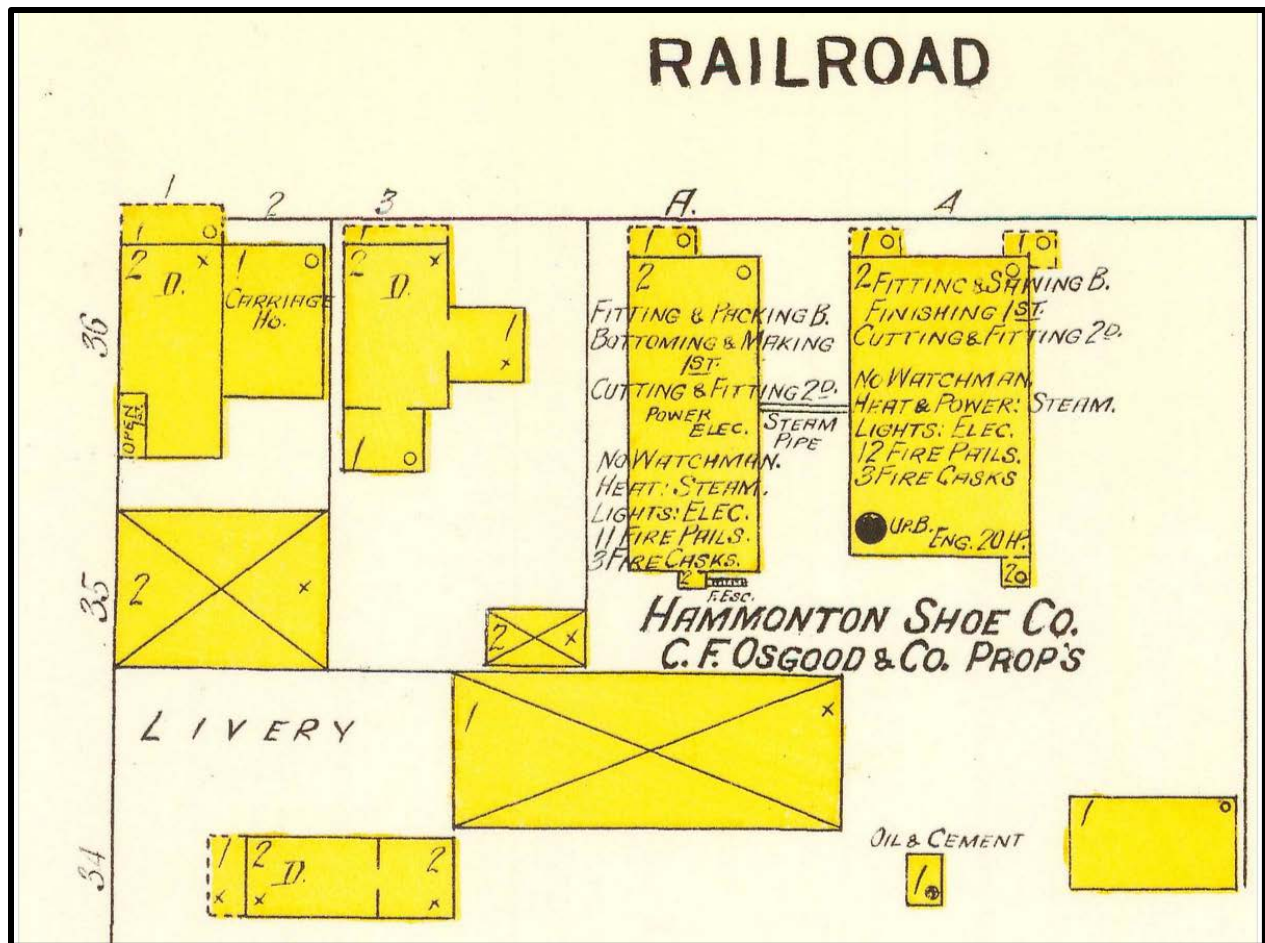 RAILROAD
1
2
3
A.
4
1
2
D.
1
CARRIAGE
HO.
OPEN
1ST.
1
2
D.
1
1
36
1
2
FITTING & PACKING B.
BOTTOMING & MAKING
1ST.
CUTTING & FITTING 2D.
POWER
ELEC.
NO WATCHMAN.
HEAT: STEAM.
LIGHTS: ELEC.
11 FIRE PAILS.
3 FIRE CASKS.
2
F. ESC.
STEAM
PIPE
1
1
2 FITTING & SAWING B.
FINISHING 1ST.
CUTTING & FITTING 2D.
NO WATCHMAN.
HEAT & POWER: STEAM.
LIGHTS: ELEC.
12 FIRE PAILS.
3 FIRE CASKS
UP.B.
ENG. 20 HP.
2
HAMMONTON SHOE CO.
C. F. OSGOOD & CO. PROP'S
35
2
2
LIVERY
1
34
1
2
D.
2
OIL & CEMENT
1
1